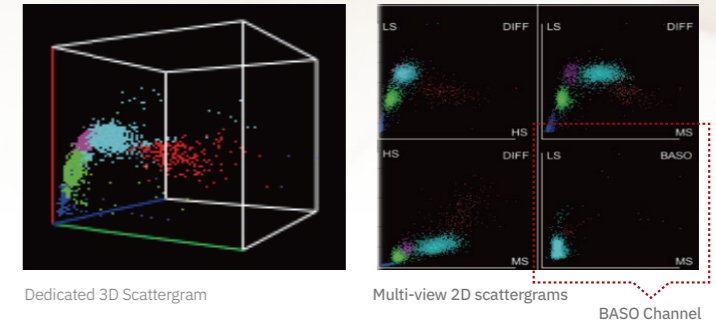 LS DIFF
HS
LS DIFF
MS
HS DIFF
MS
LS BASO
MS
Dedicated 3D Scattergram
Multi-view 2D scattergrams
BASO Channel